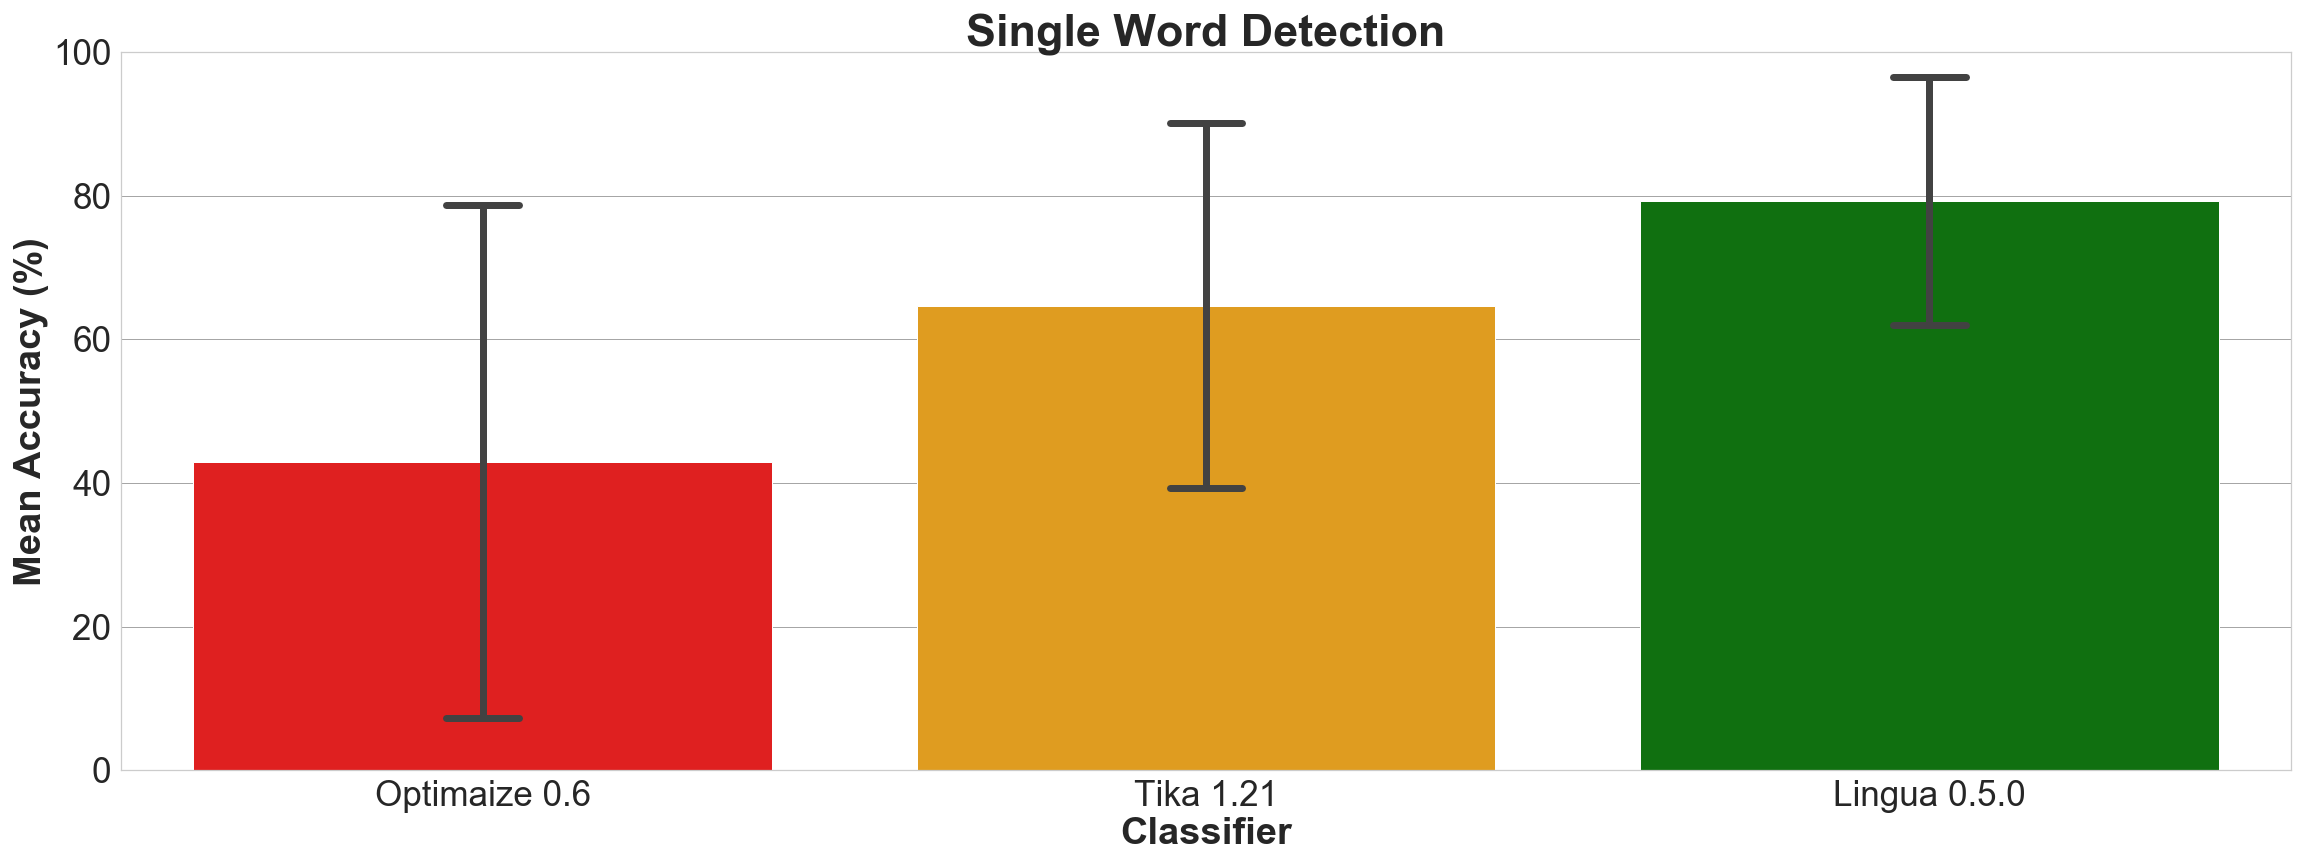 Single Word Detection
100
80
60
40
20
0
Mean Accuracy (%)
Optimaize 0.6
Tika 1.21
Lingua 0.5.0
Classifier